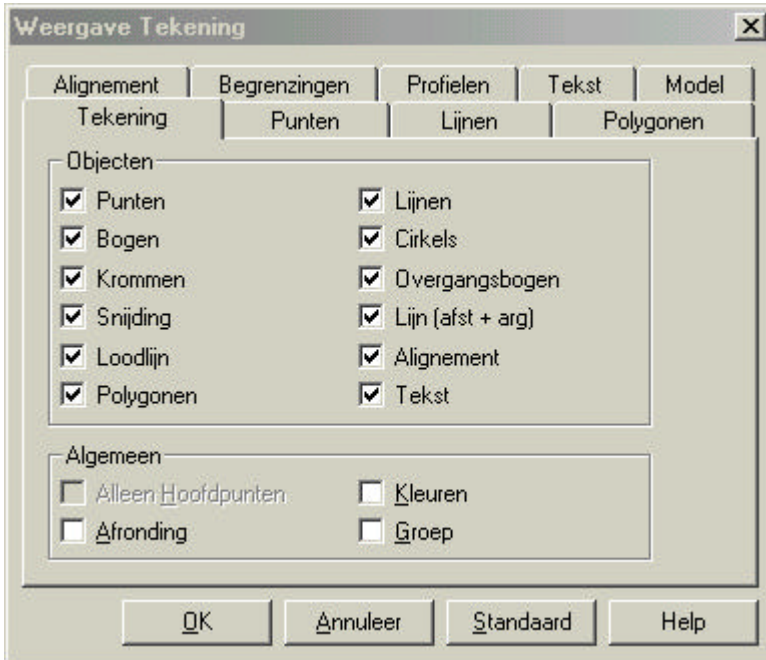 Weergave Tekening
Alignement Begrenzingen Profielen Tekst Model
Tekening Punten Lijnen Polygonen
Objecten
Punten Lijnen
Bogen Cirkels
Krommen Overgangsbogen
Snijding Lijn (afst + arg)
Loodlijn Alignement
Polygonen Tekst
Algemeen
Alleen Hoofdpunten Kleuren
Afronding Groep
OK Annuleer Standaard Help